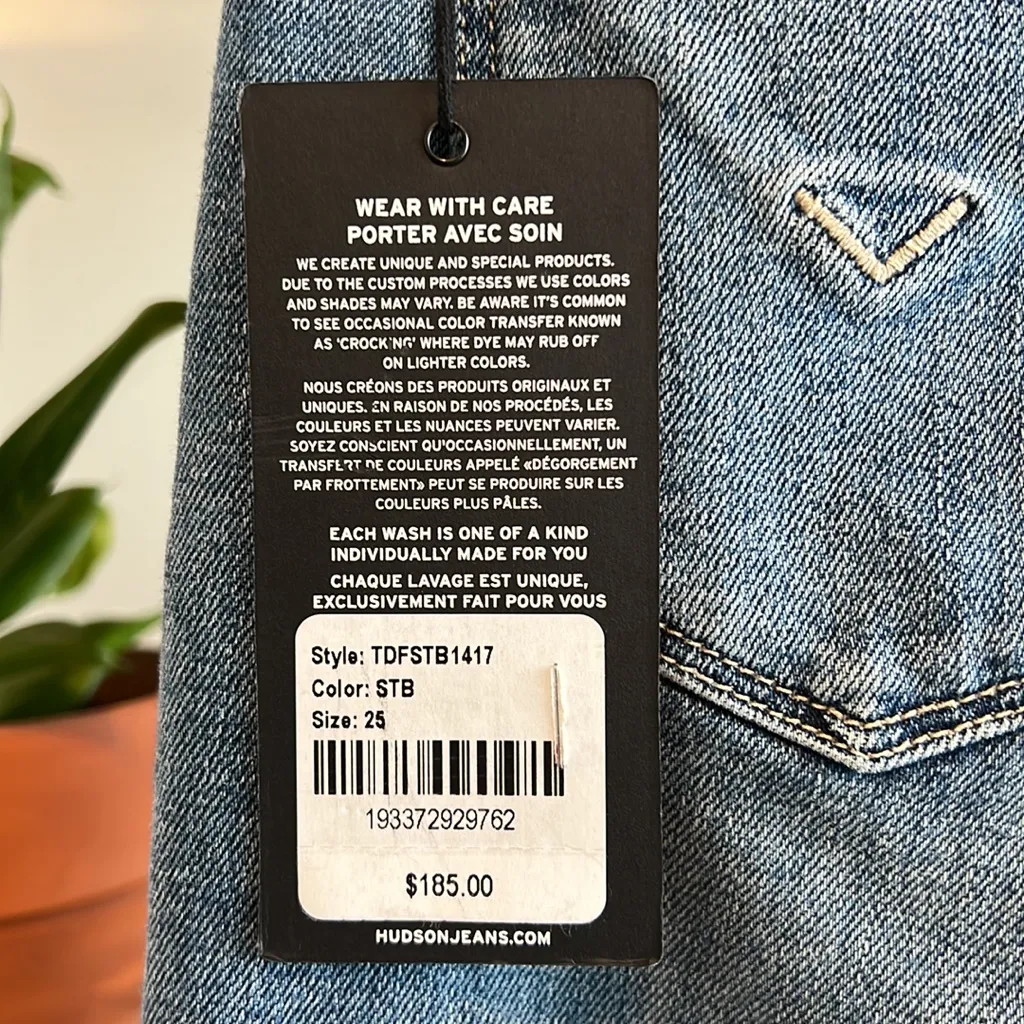 WEAR WITH CARE
PORTER AVEC SOIN
WE CREATE UNIQUE AND SPECIAL PRODUCTS.
DUE TO THE CUSTOM PROCESSES WE USE COLORS
AND SHADES MAY VARY. BE AWARE IT'S COMMON
TO SEE OCCASIONAL COLOR TRANSFER KNOWN
AS 'CROCKING' WHERE DYE MAY RUB OFF
ON LIGHTER COLORS.
NOUS CRÉONS DES PRODUITS ORIGINAUX ET
UNIQUES. EN RAISON DE NOS PROCÉDÉS, LES
COULEURS ET LES NUANCES PEUVENT VARIER.
SOYEZ CONSCIENT QU'OCCASIONNELLEMENT, UN
TRANSFERT DE COULEURS APPELÉ «DÉGORGEMENT
PAR FROTTEMENT» PEUT SE PRODUIRE SUR LES
COULEURS PLUS PÂLES.
EACH WASH IS ONE OF A KIND
INDIVIDUALLY MADE FOR YOU
CHAQUE LAVAGE EST UNIQUE,
EXCLUSIVEMENT FAIT POUR VOUS
Style: TDFSTB1417
Color: STB
Size: 25
193372929762
$185.00
HUDSONJEANS.COM